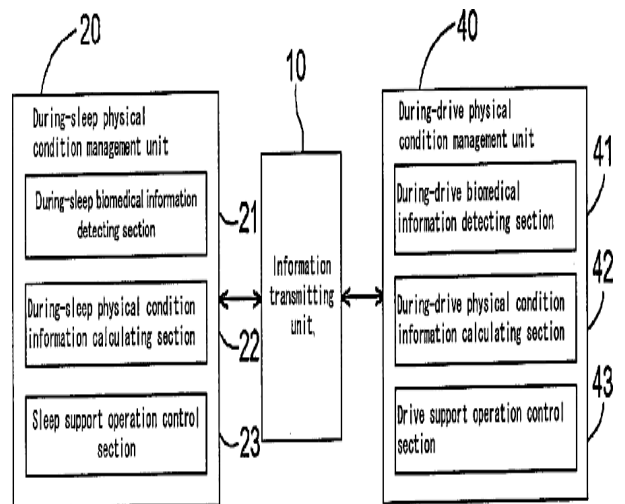 20
10
40
During-sleep physical
condition management unit
During-sleep biomedical information
detecting section
21
During-sleep physical condition
information calculating section
22
Sleep support operation control
section
23
Information
transmitting
unit
During-drive physical
condition management unit
During-drive biomedical
information detecting section
41
During-drive physical condition
information calculating section
42
Drive support operation control
section
43